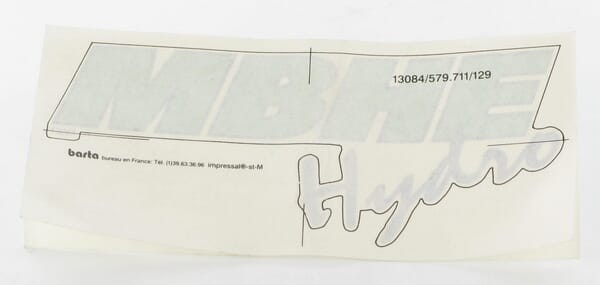 MBHE
13084/579.711/129
Hydro
barta bureau en France: Tél. (1)39.63.36.96 impressal®-st-M